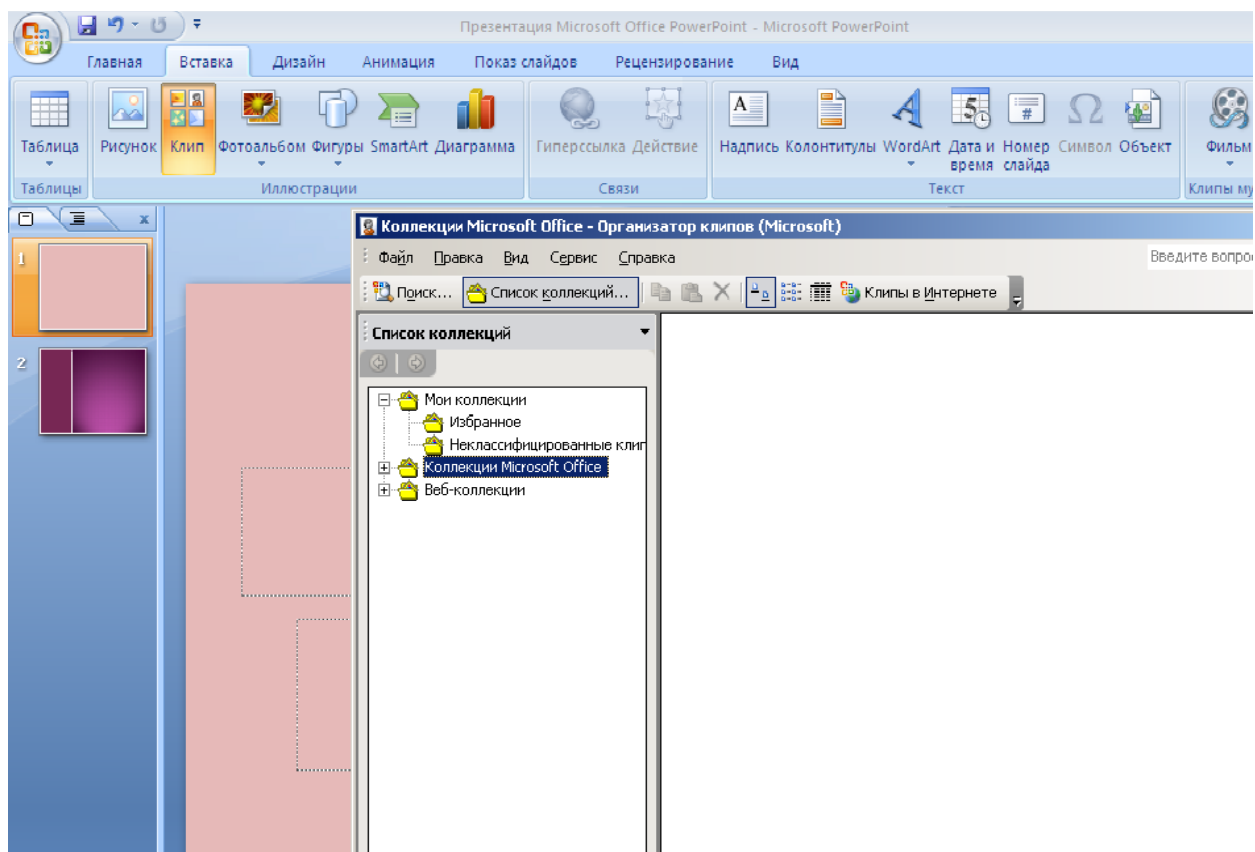 Презентация Microsoft Office PowerPoint - Microsoft PowerPoint
Главная Вставка Дизайн Анимация Показ слайдов Рецензирование Вид
Таблица Рисунок Клип Фотоальбом Фигуры SmartArt Диаграмма Гиперссылка Действие Надпись Колонтитулы WordArt Дата и время Номер слайда Символ Объект Фильм
Таблицы Иллюстрации Связи Текст Клипы му
Коллекции Microsoft Office - Организатор клипов (Microsoft)
Файл Правка Вид Сервис Справка Введите вопро
Поиск... Список коллекций... Клипы в Интернете
Список коллекций
Мои коллекции
Избранное
Неклассифицированные клип
Коллекции Microsoft Office
Веб-коллекции
1
2